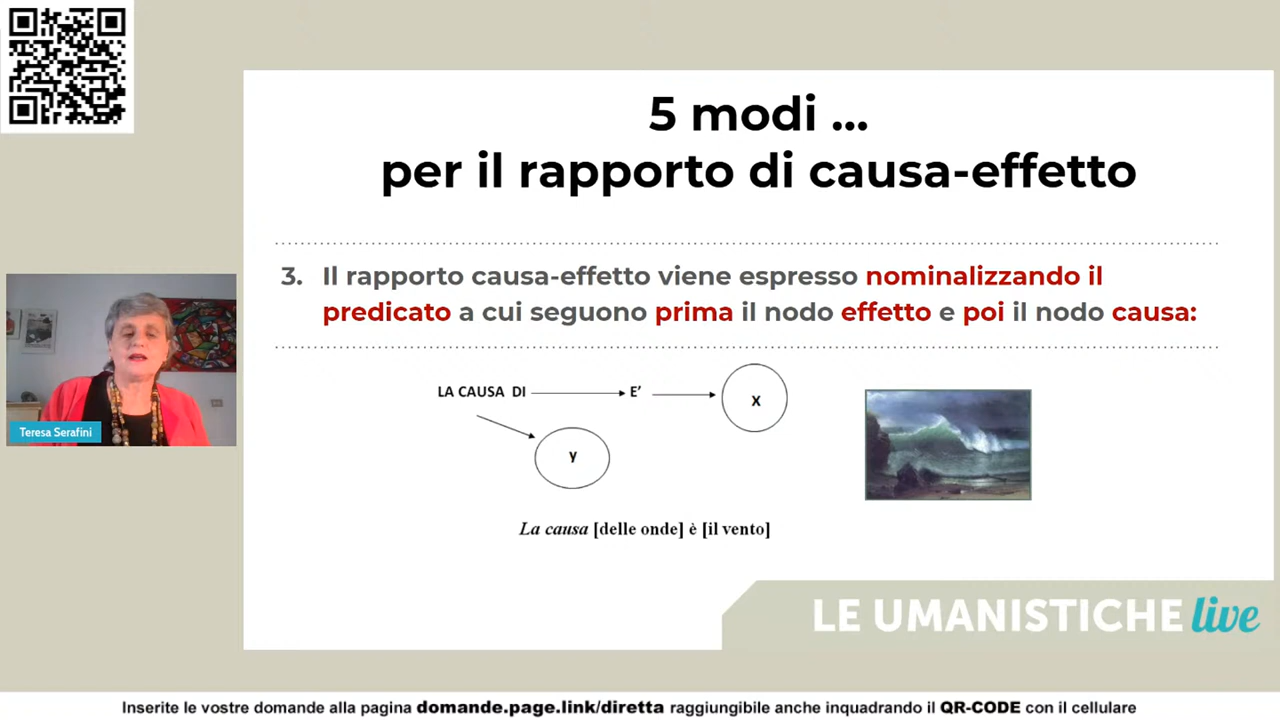 5 modi ...
per il rapporto di causa-effetto
3. Il rapporto causa-effetto viene espresso nominalizzando il
predicato a cui seguono prima il nodo effetto e poi il nodo causa:
LA CAUSA DI E' x
y
La causa [delle onde] è [il vento]
Teresa Serafini
LE UMANISTICHE live
Inserite le vostre domande alla pagina domande.page.link/diretta raggiungibile anche inquadrando il QR-CODE con il cellulare